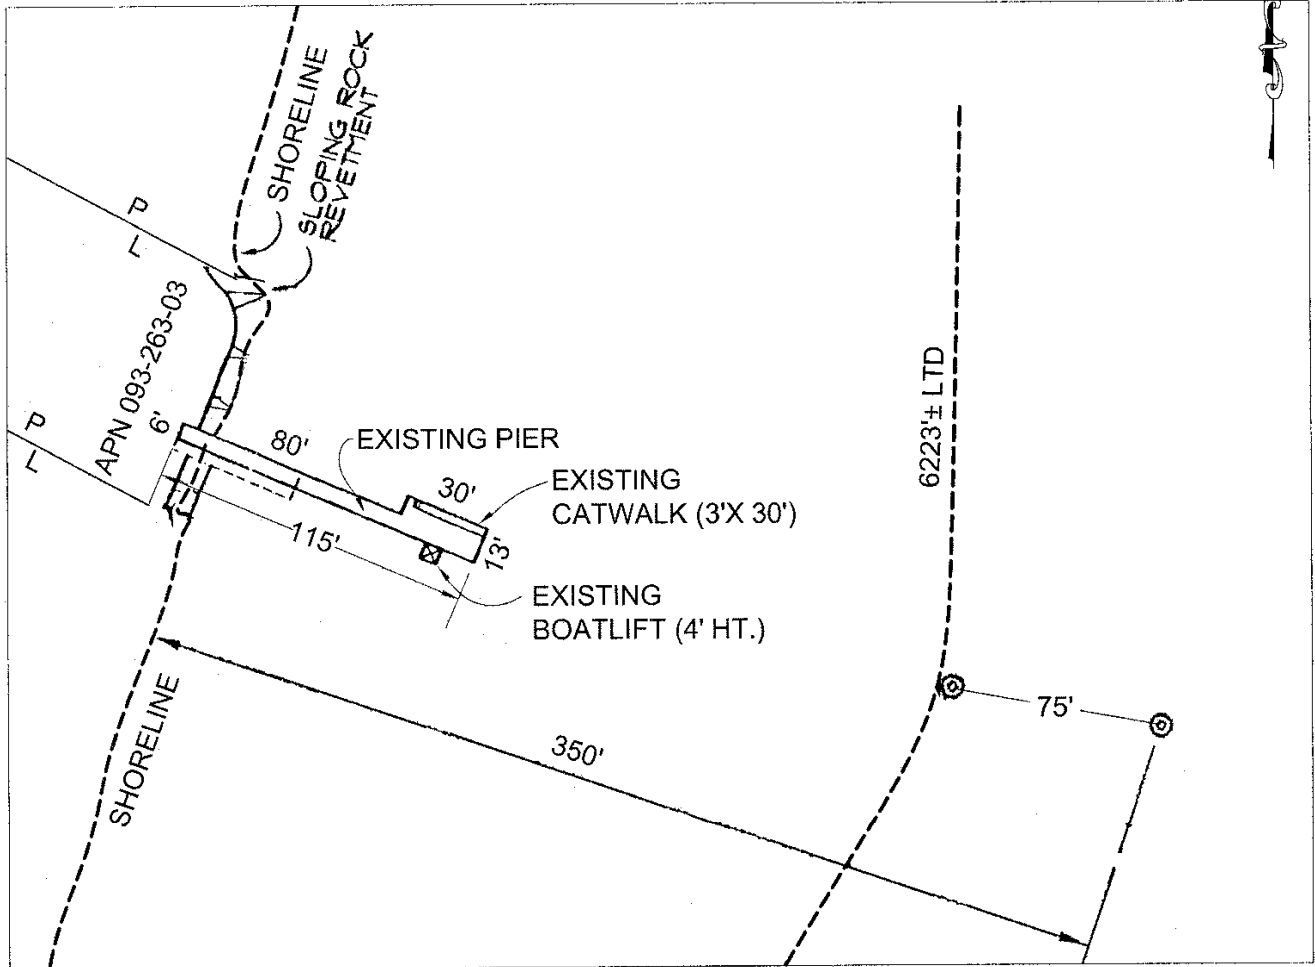 SHORELINE
SLOPING ROCK
REVETMENT
P
L
APN 093-263-03
P
L
6'
80'
EXISTING PIER
30'
EXISTING
CATWALK (3'X 30')
115'
13'
EXISTING
BOATLIFT (4' HT.)
6223'± LTD
75'
350'
SHORELINE